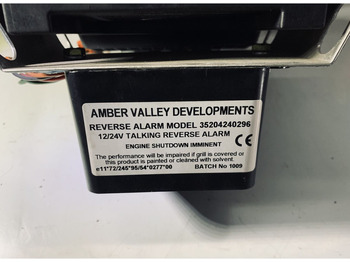 AMBER VALLEY DEVELOPMENTS
REVERSE ALARM MODEL 35204240296
12/24V TALKING REVERSE ALARM
ENGINE SHUTDOWN IMMINENT
CE
The performance will be impaired if grill is covered or
this product is painted or cleaned with solvent.
e11*72/245*95/54*0277*00 BATCH No 1009